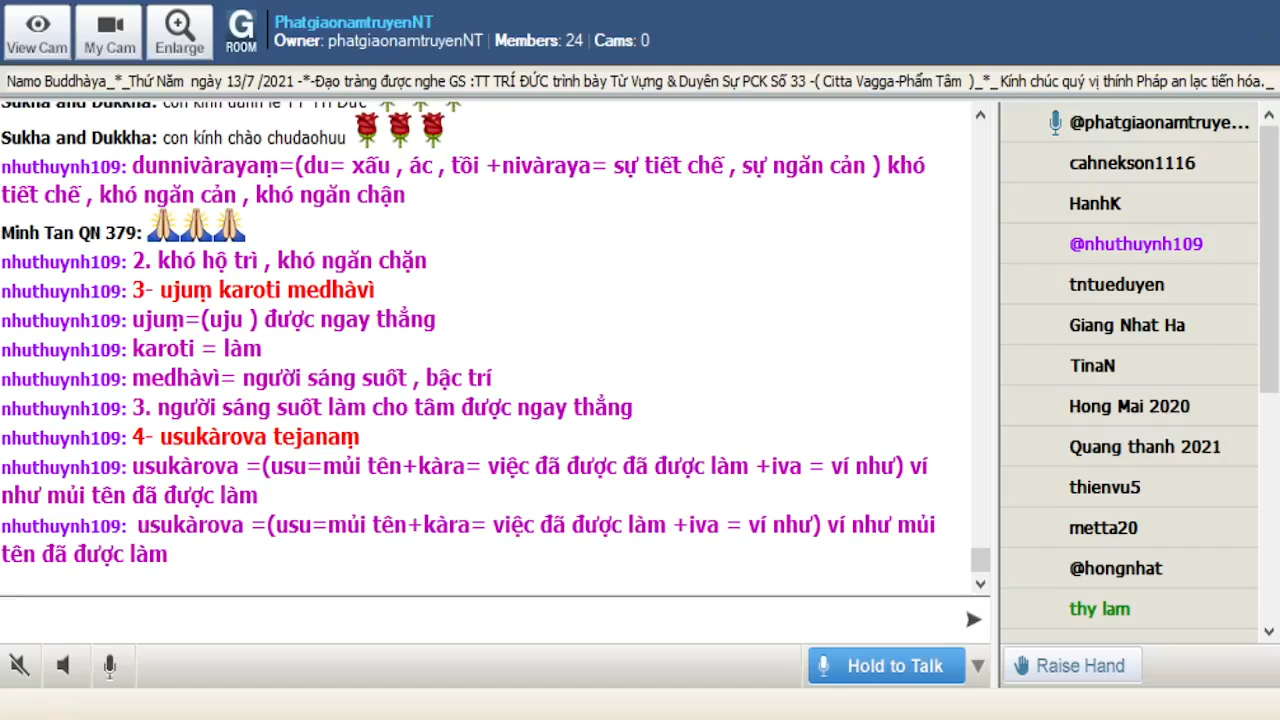 View Cam
My Cam
Enlarge
G
ROOM
PhatgiaonamtruyenNT
Owner: phatgiaonamtruyenNT | Members: 24 | Cams: 0
Namo Buddhàya_*_Thứ Năm ngày 13/7 /2021 -*-Đạo tràng được nghe GS :TT TRÍ ĐỨC trình bày Từ Vựng & Duyên Sự PCK Số 33 -( Citta Vagga-Phẩm Tâm )_*_Kính chúc quý vị thính Pháp an lạc tiến hóa._
Sukha and Dukkha: con kính đảnh lễ TT Trí Đức
Sukha and Dukkha: con kính chào chudaohuu
nhuthuynh109: dunnivàrayaṃ=(du= xấu , ác , tồi +nivàraya= sự tiết chế , sự ngăn cản ) khó
tiết chế , khó ngăn cản , khó ngăn chận
Minh Tan QN 379:
nhuthuynh109: 2. khó hộ trì , khó ngăn chặn
nhuthuynh109: 3- ujuṃ karoti medhàvì
nhuthuynh109: ujuṃ=(uju ) được ngay thẳng
nhuthuynh109: karoti = làm
nhuthuynh109: medhàvì= người sáng suốt , bậc trí
nhuthuynh109: 3. người sáng suốt làm cho tâm được ngay thẳng
nhuthuynh109: 4- usukàrova tejanaṃ
nhuthuynh109: usukàrova =(usu=mủi tên+kàra= việc đã được đã được làm +iva = ví như) ví
như mủi tên đã được làm
nhuthuynh109: usukàrova =(usu=mủi tên+kàra= việc đã được làm +iva = ví như) ví như mủi
tên đã được làm
Hold to Talk
@phatgiaonamtruye...
cahnekson1116
HanhK
@nhuthuynh109
tntueduyen
Giang Nhat Ha
TinaN
Hong Mai 2020
Quang thanh 2021
thienvu5
metta20
@hongnhat
thy lam
Raise Hand